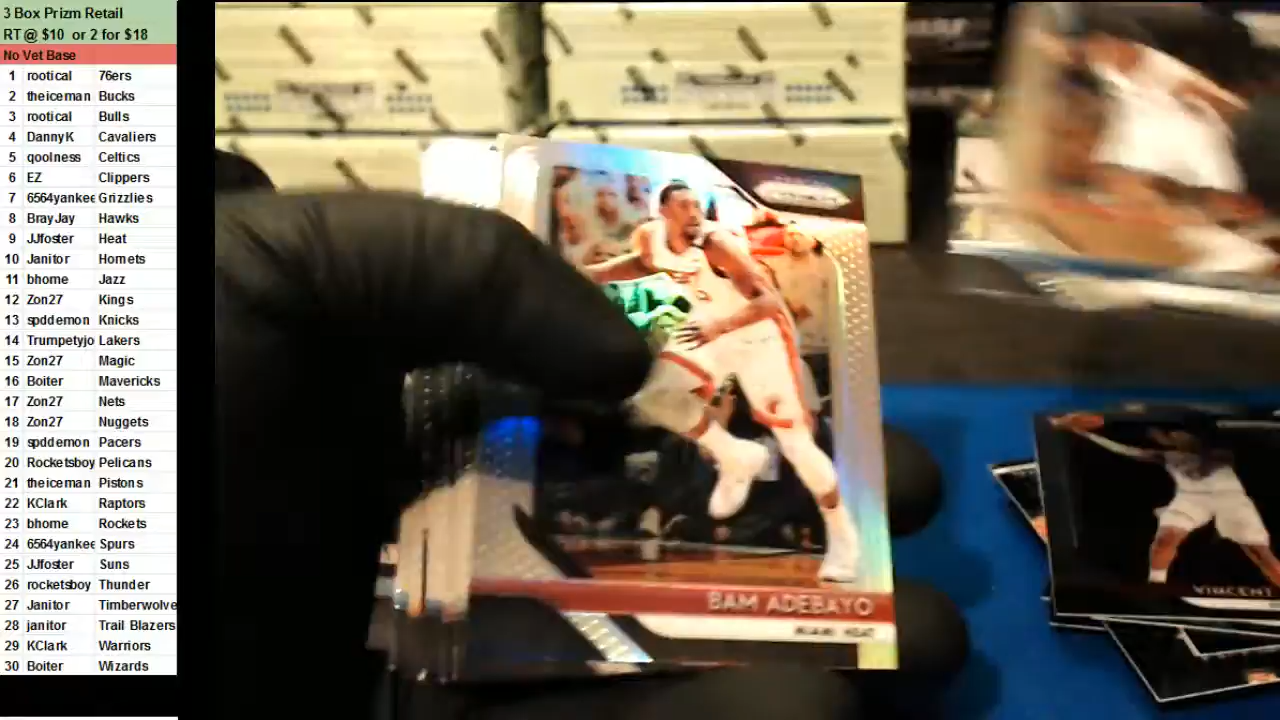 3 Box Prizm Retail
RT @ $10 or 2 for $18
No Vet Base
1 rootical 76ers
2 theiceman Bucks
3 rootical Bulls
4 DannyK Cavaliers
5 qoolness Celtics
6 EZ Clippers
7 6564yankee Grizzlies
8 BrayJay Hawks
9 JJfoster Heat
10 Janitor Hornets
11 bhome Jazz
12 Zon27 Kings
13 spddemon Knicks
14 Trumpetyjo Lakers
15 Zon27 Magic
16 Boiter Mavericks
17 Zon27 Nets
18 Zon27 Nuggets
19 spddemon Pacers
20 Rocketsboy Pelicans
21 theiceman Pistons
22 KClark Raptors
23 bhome Rockets
24 6564yankee Spurs
25 JJfoster Suns
26 rocketsboy Thunder
27 Janitor Timberwolve
28 janitor Trail Blazers
29 KClark Warriors
30 Boiter Wizards
PRIZM
BAM ADEBAYO
MIAMI HEAT
VINCENT